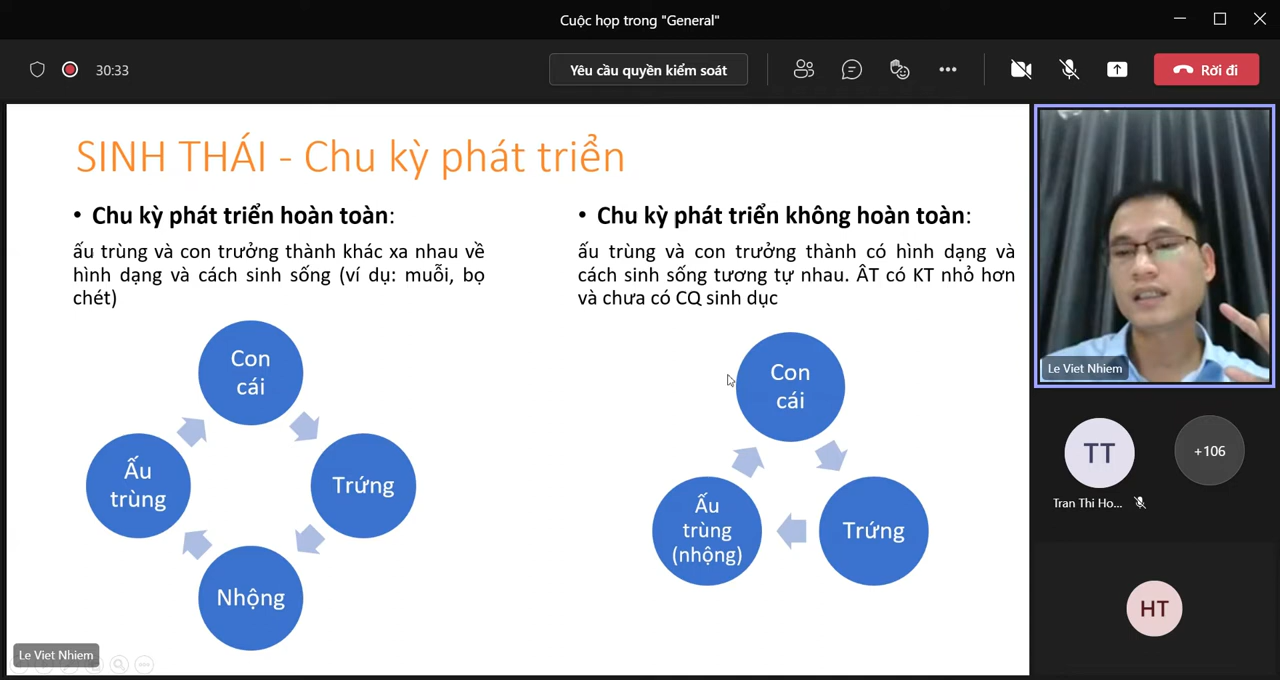 Cuộc họp trong "General"
30:33
Yêu cầu quyền kiểm soát
Rời đi
SINH THÁI - Chu kỳ phát triển
• Chu kỳ phát triển hoàn toàn:
ấu trùng và con trưởng thành khác xa nhau về
hình dạng và cách sinh sống (ví dụ: muỗi, bọ
chét)
Con
cái
Trứng
Nhộng
Ấu
trùng
• Chu kỳ phát triển không hoàn toàn:
ấu trùng và con trưởng thành có hình dạng và
cách sinh sống tương tự nhau. ÂT có KT nhỏ hơn
và chưa có CQ sinh dục
Con
cái
Trứng
Ấu
trùng
(nhộng)
Le Viet Nhiem
Le Viet Nhiem
TT
Tran Thi Ho...
+106
HT